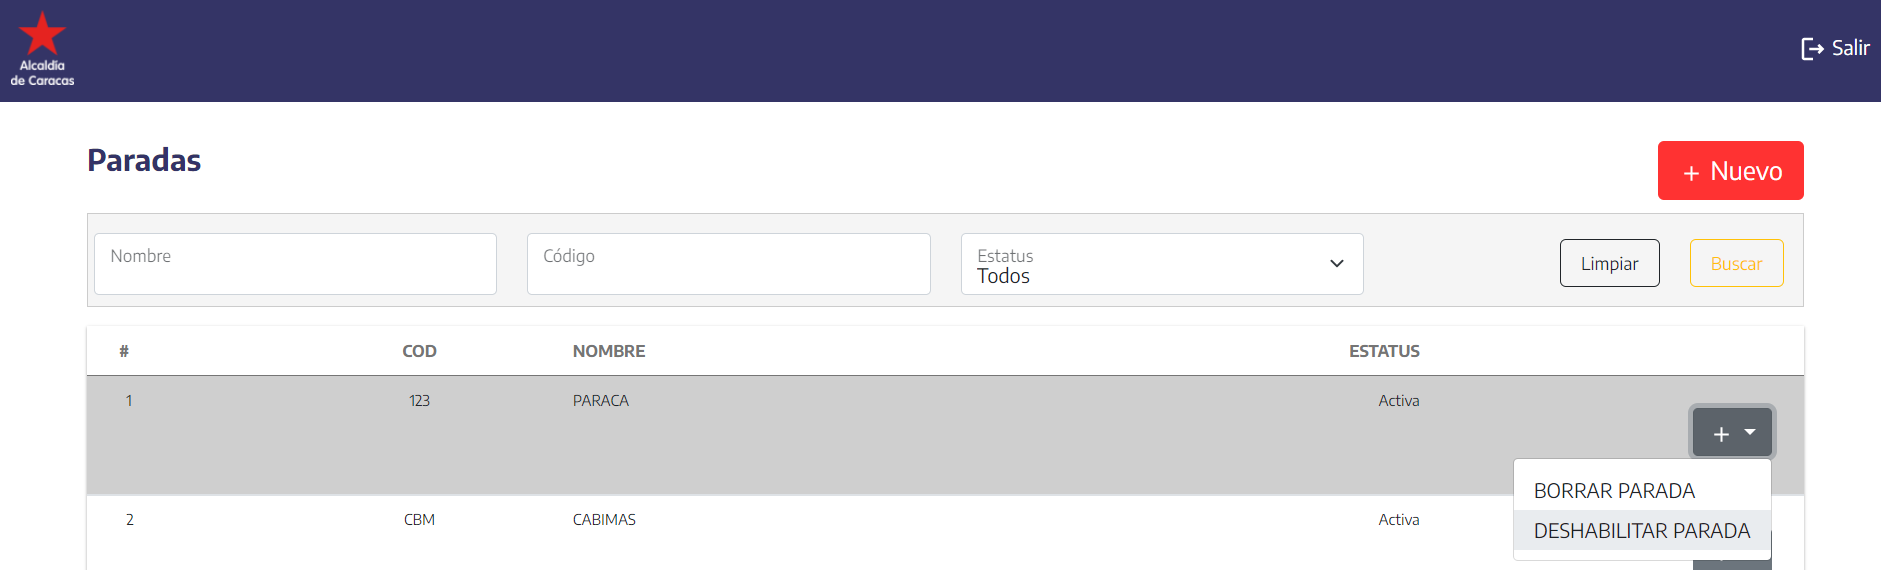 Alcaldía
de Caracas
Salir
Paradas
+ Nuevo
Nombre
Código
Estatus
Todos
Limpiar
Buscar
# COD NOMBRE ESTATUS
1 123 PARACA Activa
+
BORRAR PARADA
DESHABILITAR PARADA
2 CBM CABIMAS Activa